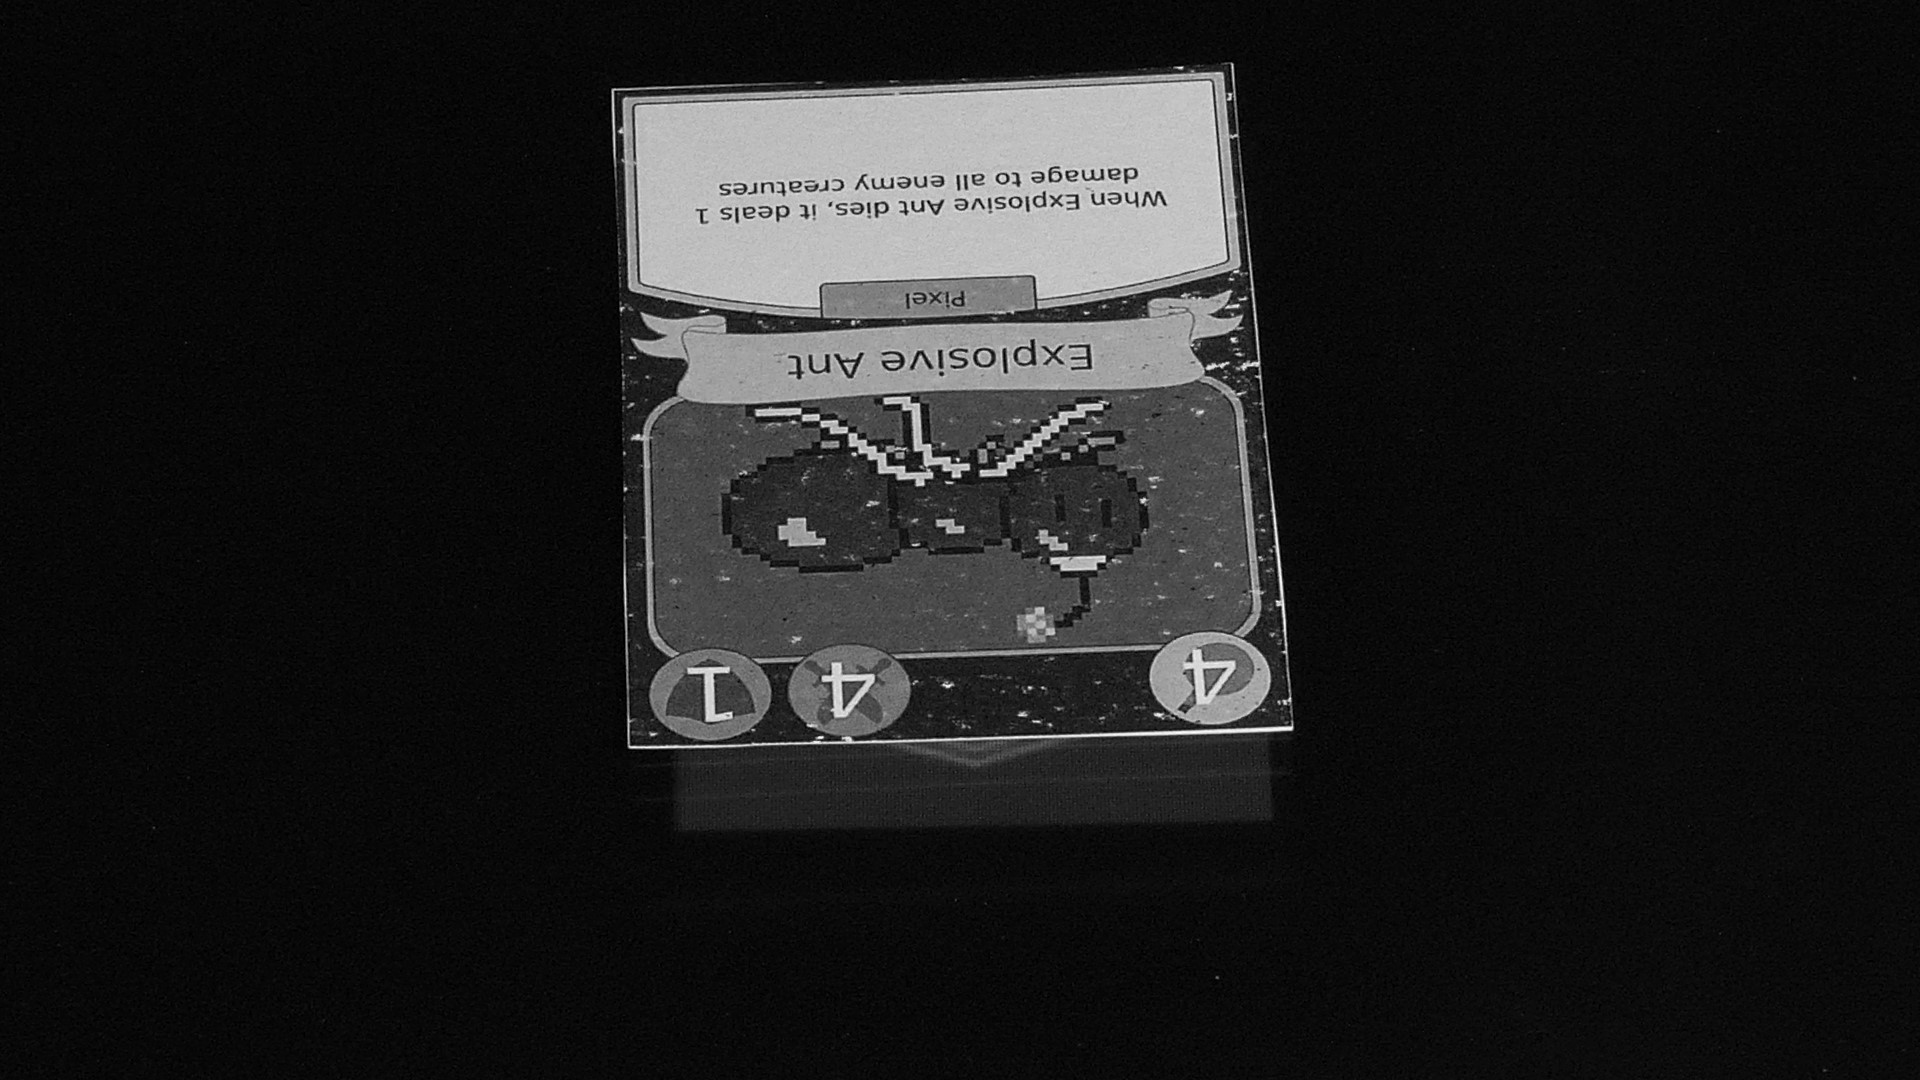 4
4
1
Explosive Ant
Pixel
When Explosive Ant dies, it deals 1
damage to all enemy creatures